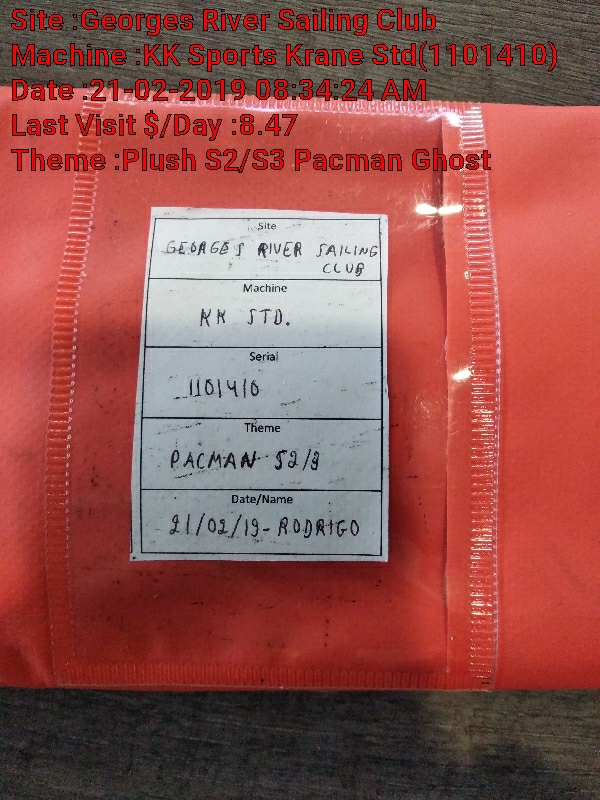 Site :Georges River Sailing Club
Machine :KK Sports Krane Std(1101410)
Date :21-02-2019 08:34:24 AM
Last Visit $/Day :8.47
Theme :Plush S2/S3 Pacman Ghost
Site
GEORGES RIVER SAILING
CLUB
Machine
KK STD.
Serial
1101410
Theme
PACMAN S2/3
Date/Name
21/02/19- RODRIGO